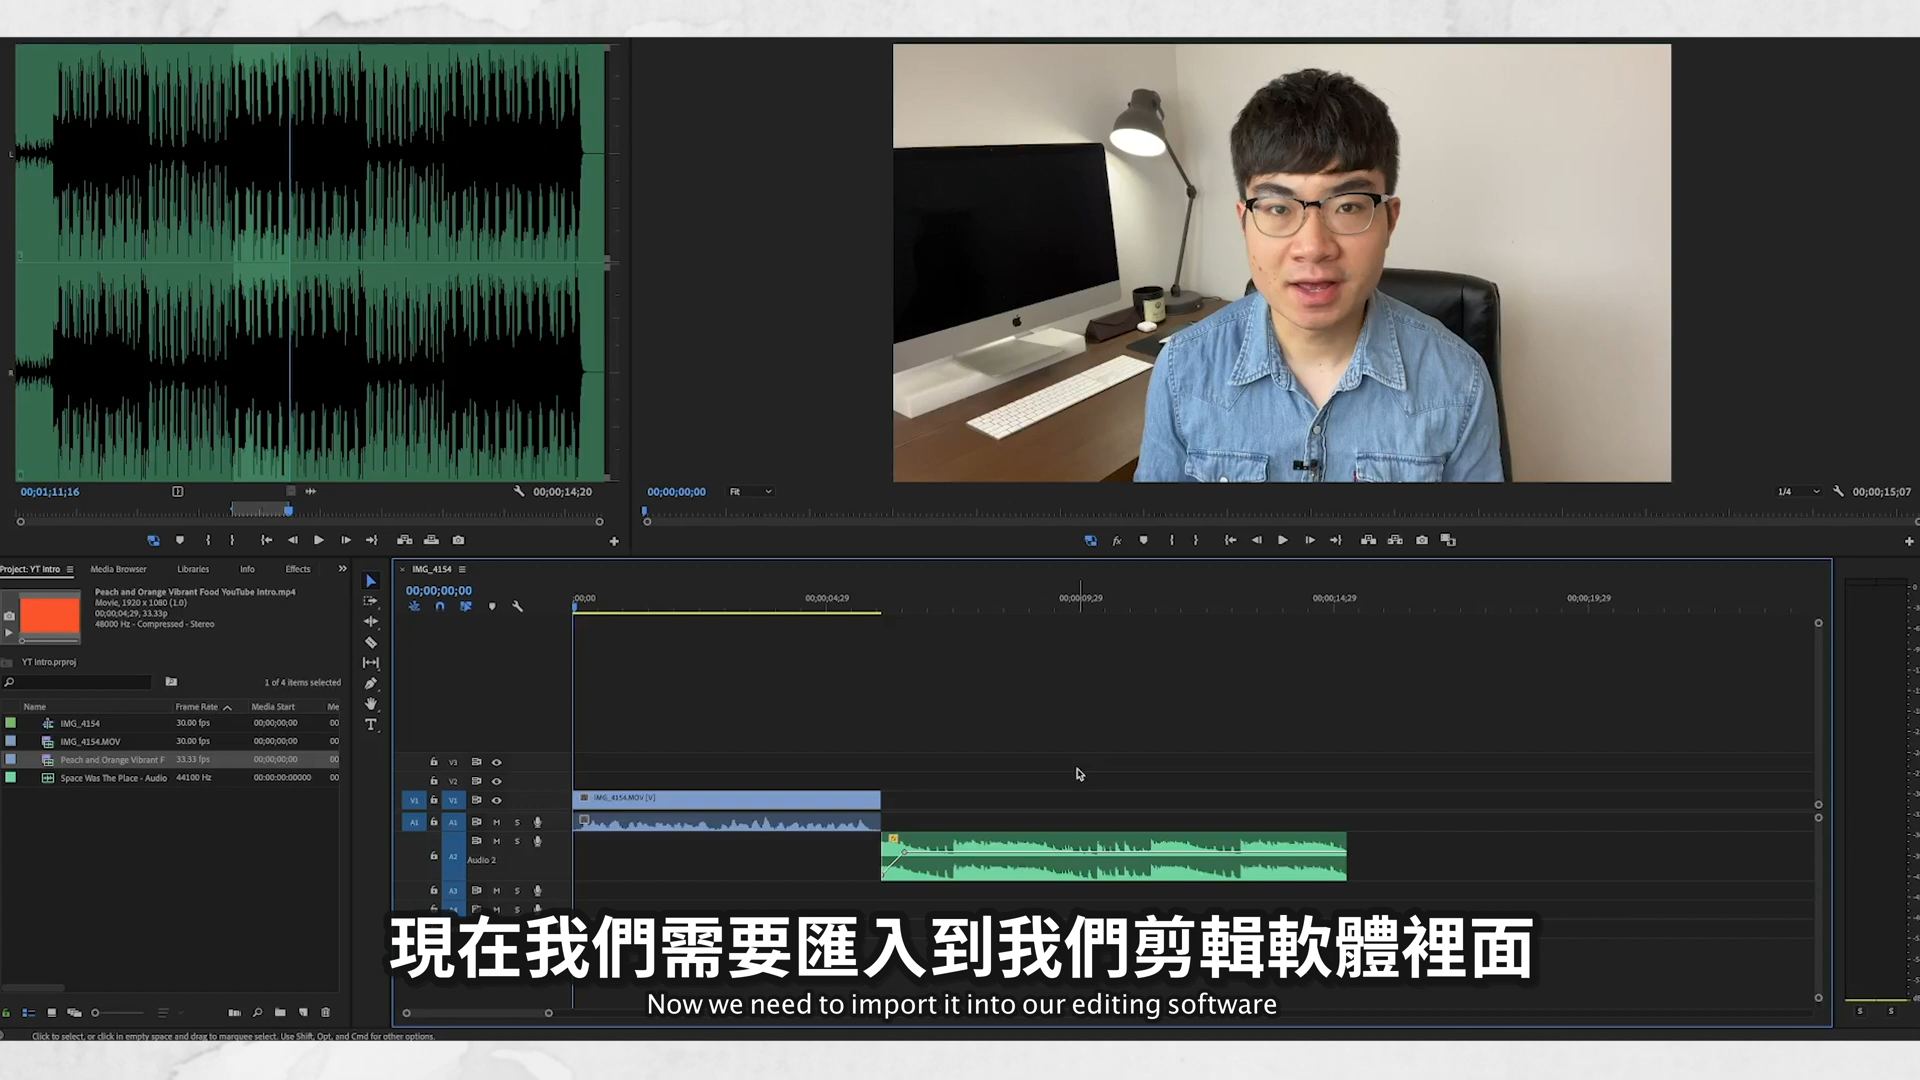 L
R
00;01;11;16
00;00;14;20
00;00;00;00
Fit
1/4
00;00;15;07
Project: YT Intro
Media Browser
Libraries
Info
Effects
Peach and Orange Vibrant Food YouTube Intro.mp4
Movie, 1920 x 1080 (1.0)
00;00;04;29, 33.33p
48000 Hz - Compressed - Stereo
YT Intro.prproj
1 of 4 items selected
Name
Frame Rate
Media Start
Me
IMG_4154
30.00 fps
00;00;00;00
00
IMG_4154.MOV
30.00 fps
00;00;00;00
00
Peach and Orange Vibrant F
33.33 fps
00;00;00;00
00
Space Was The Place - Audio
44100 Hz
00:00:00:00000
00
IMG_4154
00;00;00;00
;00;00
00;00;04;29
00;00;09;29
00;00;14;29
00;00;19;29
V3
V2
V1 V1
IMG_4154.MOV [V]
A1 A1 M S
M S
A2 Audio 2
A3 M S
A4 M S
現在我們需要匯入到我們剪輯軟體裡面
Now we need to import it into our editing software
S S
Click to select, or click in empty space and drag to marquee select. Use Shift, Opt, and Cmd for other options.